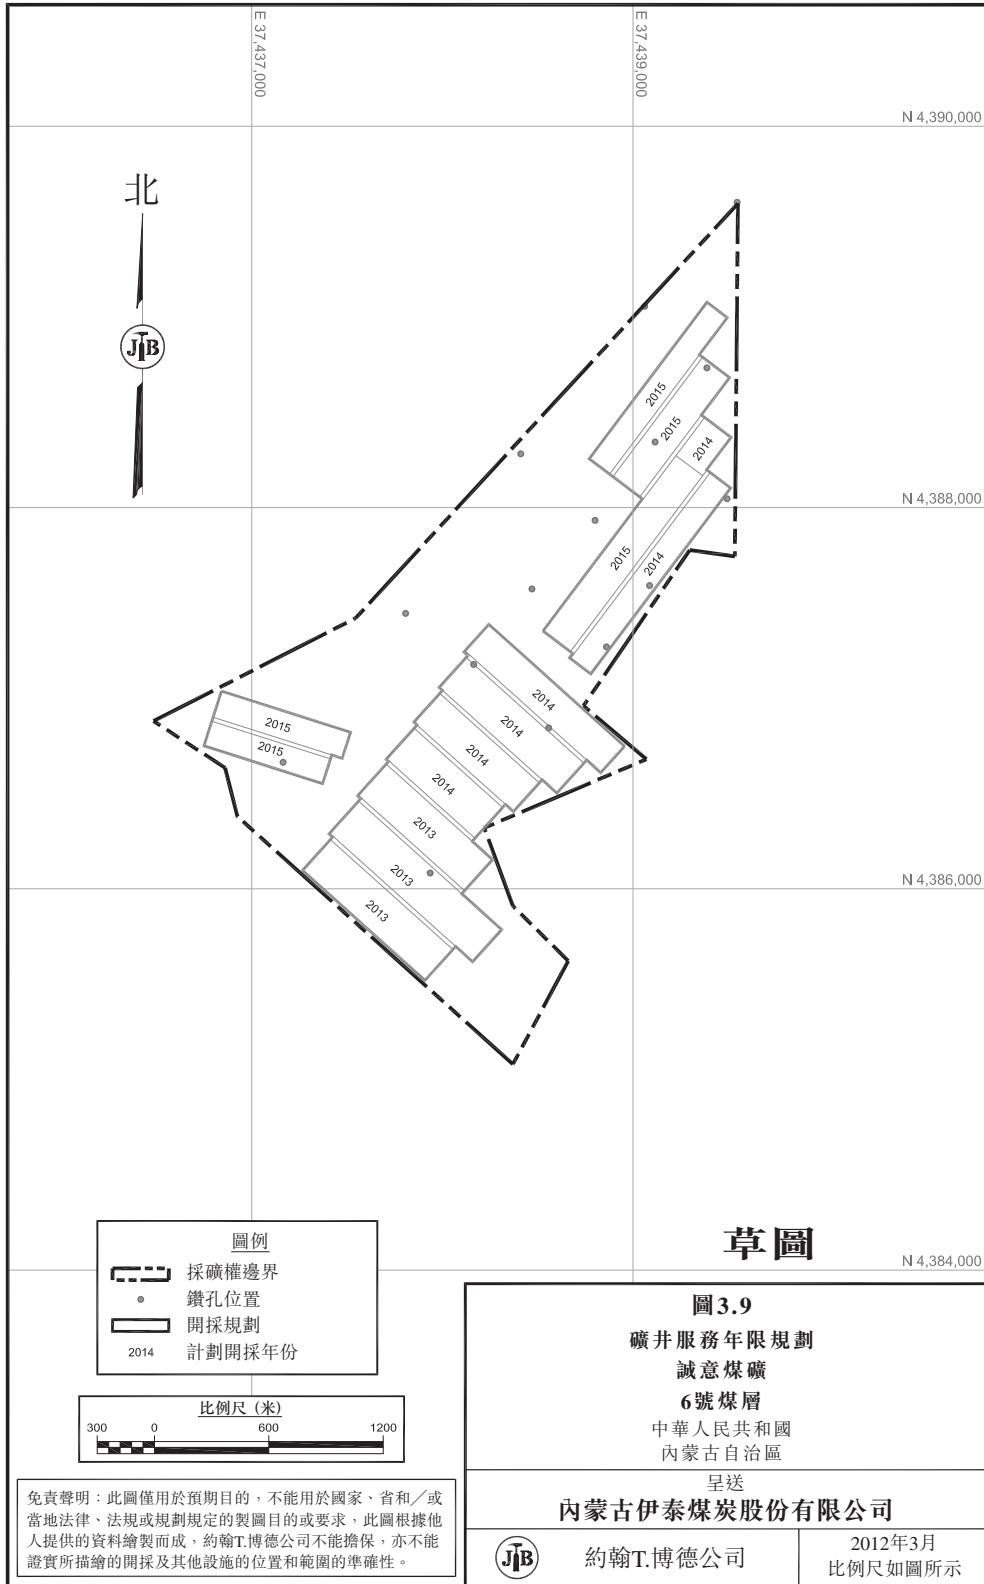 E 37,437,000
E 37,439,000
N 4,390,000
北
JTB
2015
2015
2014
N 4,388,000
2015
2014
2014
2014
2014
2014
2015
2015
2013
2013
2013
N 4,386,000
N 4,384,000
草圖
圖例
採礦權邊界
鑽孔位置
開採規劃
2014 計劃開採年份
比例尺 (米)
300 0 600 1200
免責聲明：此圖僅用於預期目的，不能用於國家、省和／或
當地法律、法規或規劃規定的製圖目的或要求，此圖根據他
人提供的資料繪製而成，約翰T.博德公司不能擔保，亦不能
證實所描繪的開採及其他設施的位置和範圍的準確性。
圖3.9
礦井服務年限規劃
誠意煤礦
6號煤層
中華人民共和國
內蒙古自治區
呈送
內蒙古伊泰煤炭股份有限公司
JTB 約翰T.博德公司
2012年3月
比例尺如圖所示